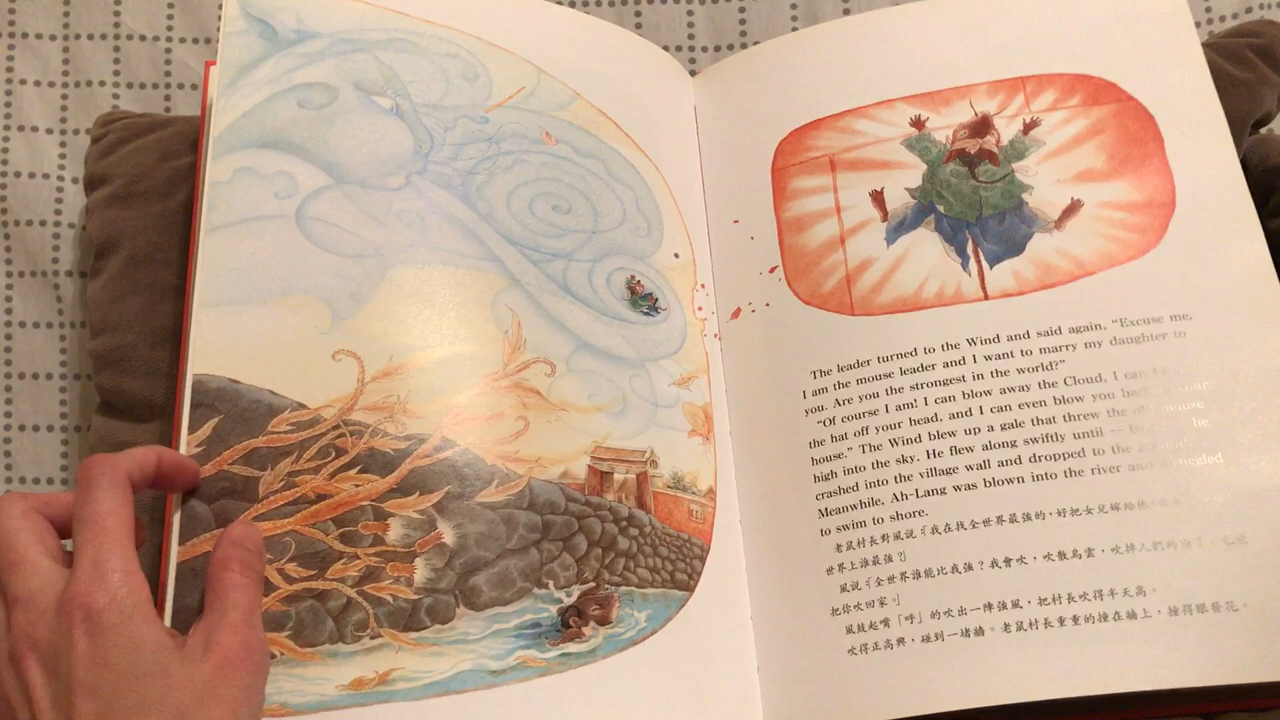 The leader turned to the Wind and said again, "Excuse me,
I am the mouse leader and I want to marry my daughter to
you. Are you the strongest in the world?"
"Of course I am! I can blow away the Cloud, I can
the hat off your head, and I can even blow you
house." The Wind blew up a gale that threw the old mouse
high into the sky. He flew along swiftly until — he
crashed into the village wall and dropped to the
Meanwhile, Ah-Lang was blown into the river and struggled
to swim to shore.
老鼠村長對風說：「我在找全世界最強的，好把女兒嫁給他，
世界上誰最強？」
風說：「全世界誰能比我強？我會吹，吹散烏雲，吹掉人們的
把你吹回家。」
風鼓起嘴「呼」的吹出一陣強風，把村長吹得半天高。
吹得正高興，碰到一堵牆。老鼠村長重重的撞在牆上，撞得眼發花，